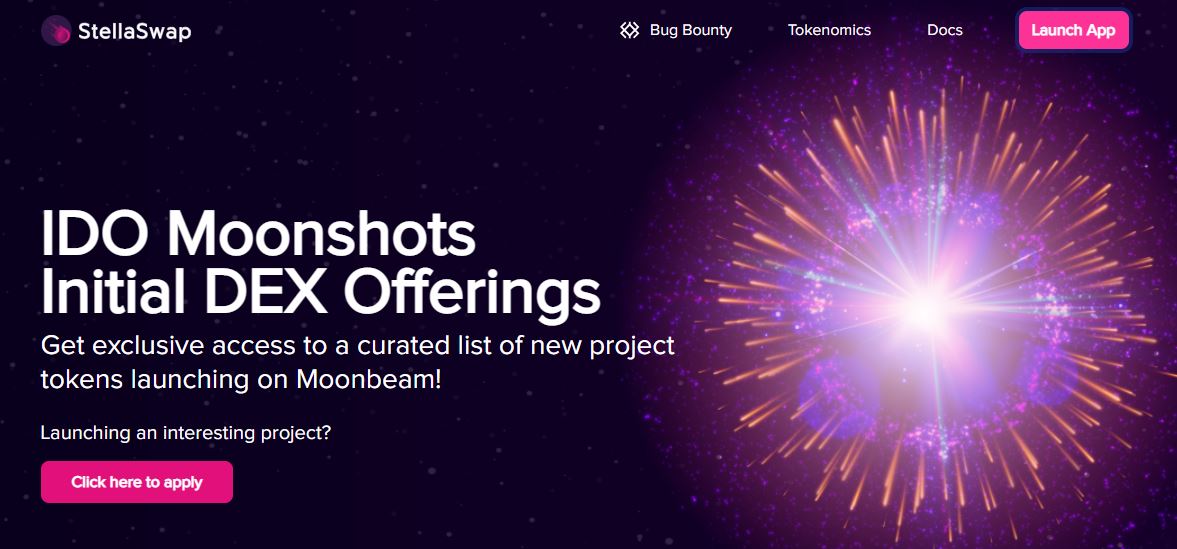 StellaSwap
Bug Bounty
Tokenomics
Docs
Launch App
IDO Moonshots
Initial DEX Offerings
Get exclusive access to a curated list of new project
tokens launching on Moonbeam!
Launching an interesting project?
Click here to apply